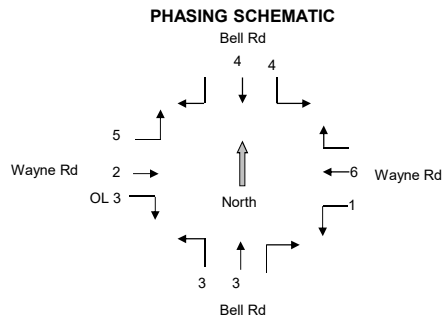 PHASING SCHEMATIC
Bell Rd
4 4
5
Wayne Rd 2 6 Wayne Rd
OL 3 North 1
3 3
Bell Rd